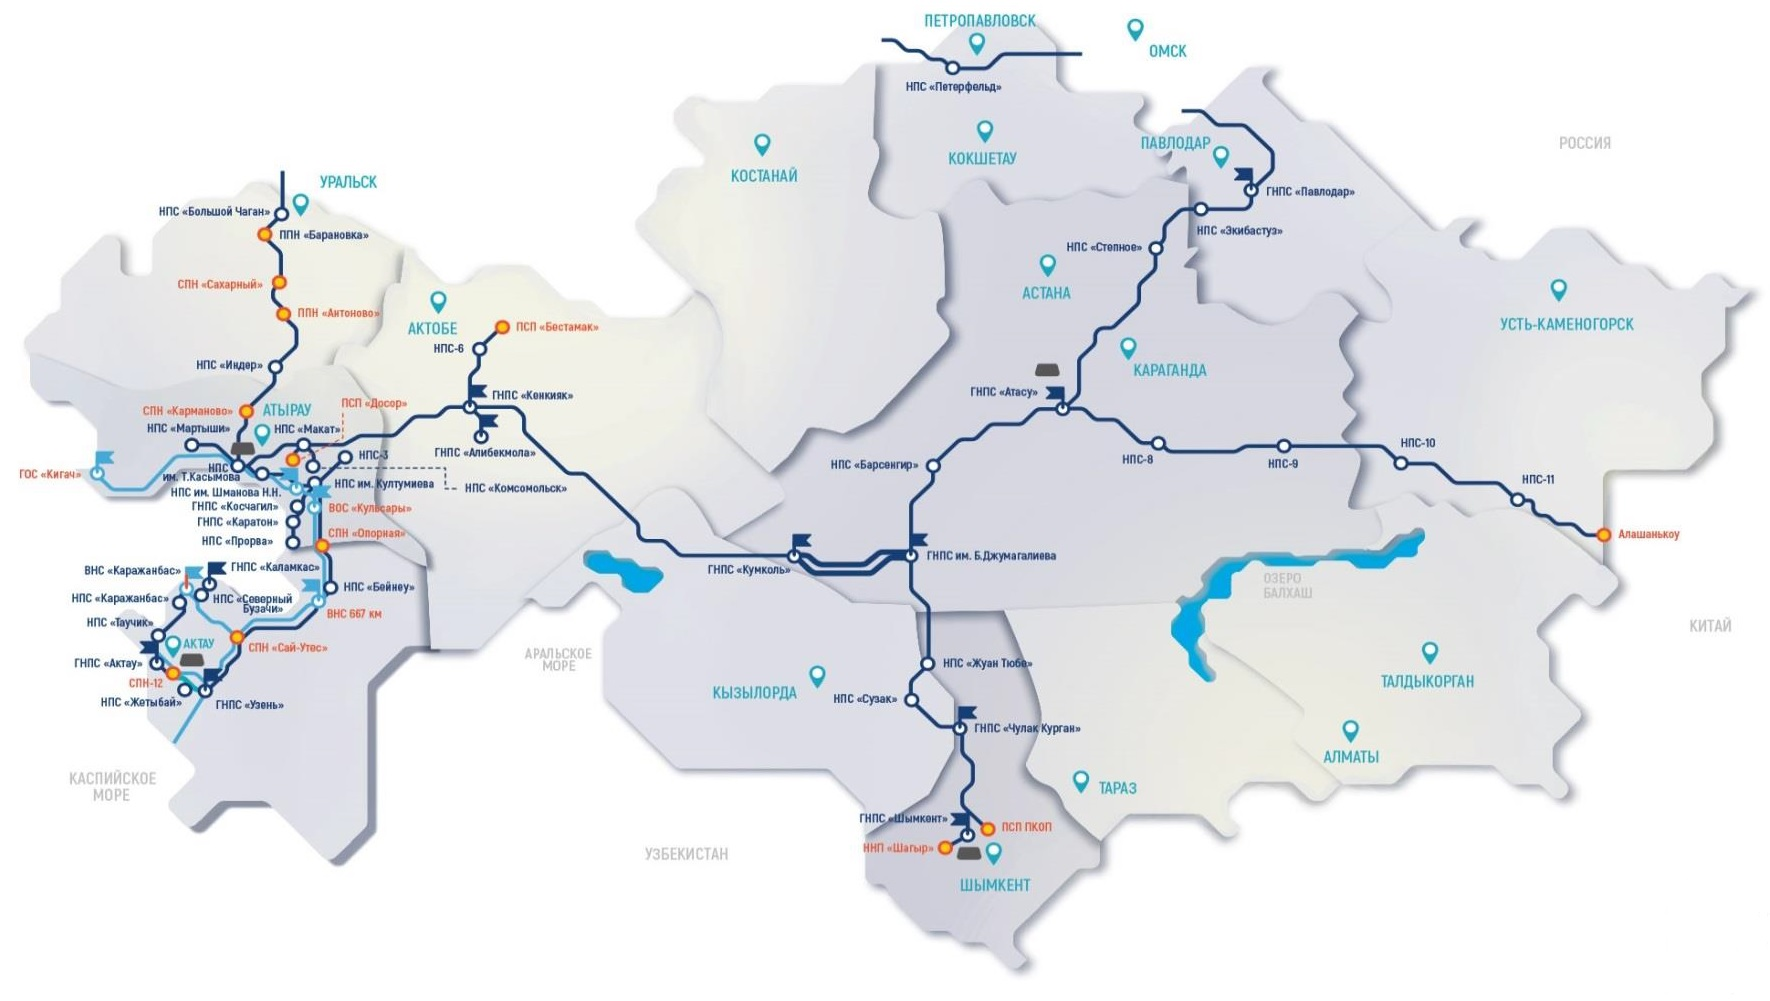 ПЕТРОПАВЛОВСК
ОМСК
НПС «Петерфельд»
РОССИЯ
ПАВЛОДАР
КОКШЕТАУ
КОСТАНАЙ
УРАЛЬСК
ГНПС «Павлодар»
НПС «Большой Чаган»
НПС «Экибастуз»
ППН «Барановка»
НПС «Степное»
СПН «Сахарный»
АСТАНА
ППН «Антоново»
АКТОБЕ
ПСП «Бестамак»
УСТЬ-КАМЕНОГОРСК
НПС-6
НПС «Индер»
КАРАГАНДА
ГНПС «Атасу»
ГНПС «Кенкияк»
ПСП «Досор»
СПН «Карманово»
АТЫРАУ
НПС «Мартыши»
НПС «Макат»
ГНПС «Алибекмола»
НПС-10
НПС-3
НПС-8
НПС-9
НПС «Барсенгир»
ГОС «Кигач»
НПС
им. Т.Касымова
НПС-11
НПС им. Култумиева
НПС «Комсомольск»
НПС им. Шманова Н.Н.
ГНПС «Косчагил»
ВОС «Кульсары»
ГНПС «Каратон»
СПН «Опорная»
Алашанькоу
НПС «Прорва»
ГНПС им. Б.Джумагалиева
ГНПС «Кумколь»
ВНС «Каражанбас»
ГНПС «Каламкас»
ОЗЕРО
БАЛХАШ
НПС «Бейнеу»
НПС «Каражанбас»
НПС «Северный
Бузачи»
ВНС 667 км
НПС «Таучик»
КИТАЙ
АКТАУ
СПН «Сай-Утес»
АРАЛЬСКОЕ
МОРЕ
ГНПС «Актау»
НПС «Жуан Тюбе»
СПН-12
ТАЛДЫКОРГАН
КЫЗЫЛОРДА
НПС «Сузак»
НПС «Жетыбай»
ГНПС «Узень»
ГНПС «Чулак Курган»
АЛМАТЫ
КАСПИЙСКОЕ
МОРЕ
ТАРАЗ
ГНПС «Шымкент»
ПСП ПКОП
ННП «Шагыр»
УЗБЕКИСТАН
ШЫМКЕНТ